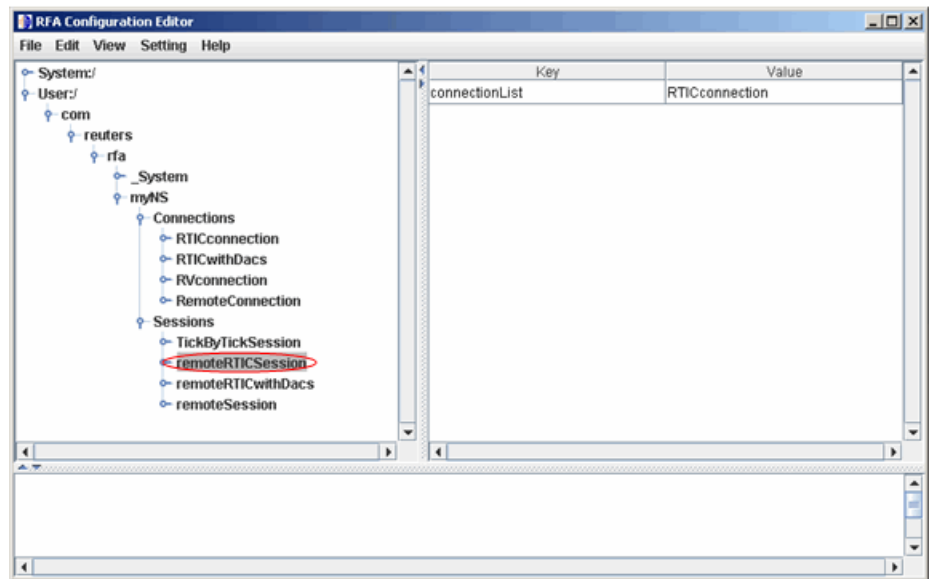 RFA Configuration Editor
File Edit View Setting Help
System:/
User:/
com
reuters
rfa
_System
myNS
Connections
RTICconnection
RTICwithDacs
RVconnection
RemoteConnection
Sessions
TickByTickSession
remoteRTICSession
remoteRTICwithDacs
remoteSession
Key Value
connectionList RTICconnection